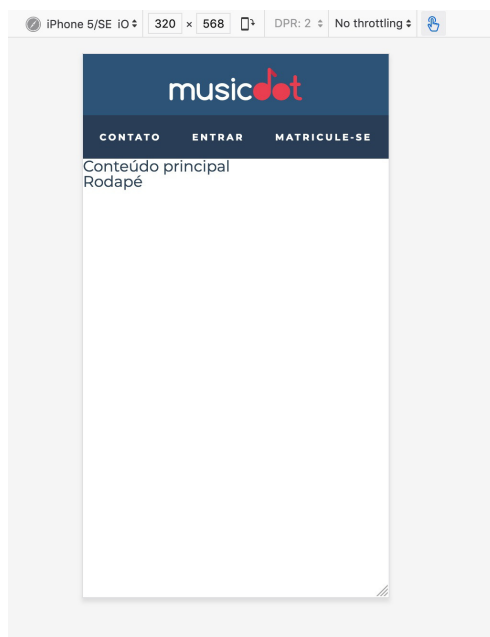 iPhone 5/SE iO 320 × 568 DPR: 2 No throttling
musicdot
CONTATO ENTRAR MATRICULE-SE
Conteúdo principal
Rodapé